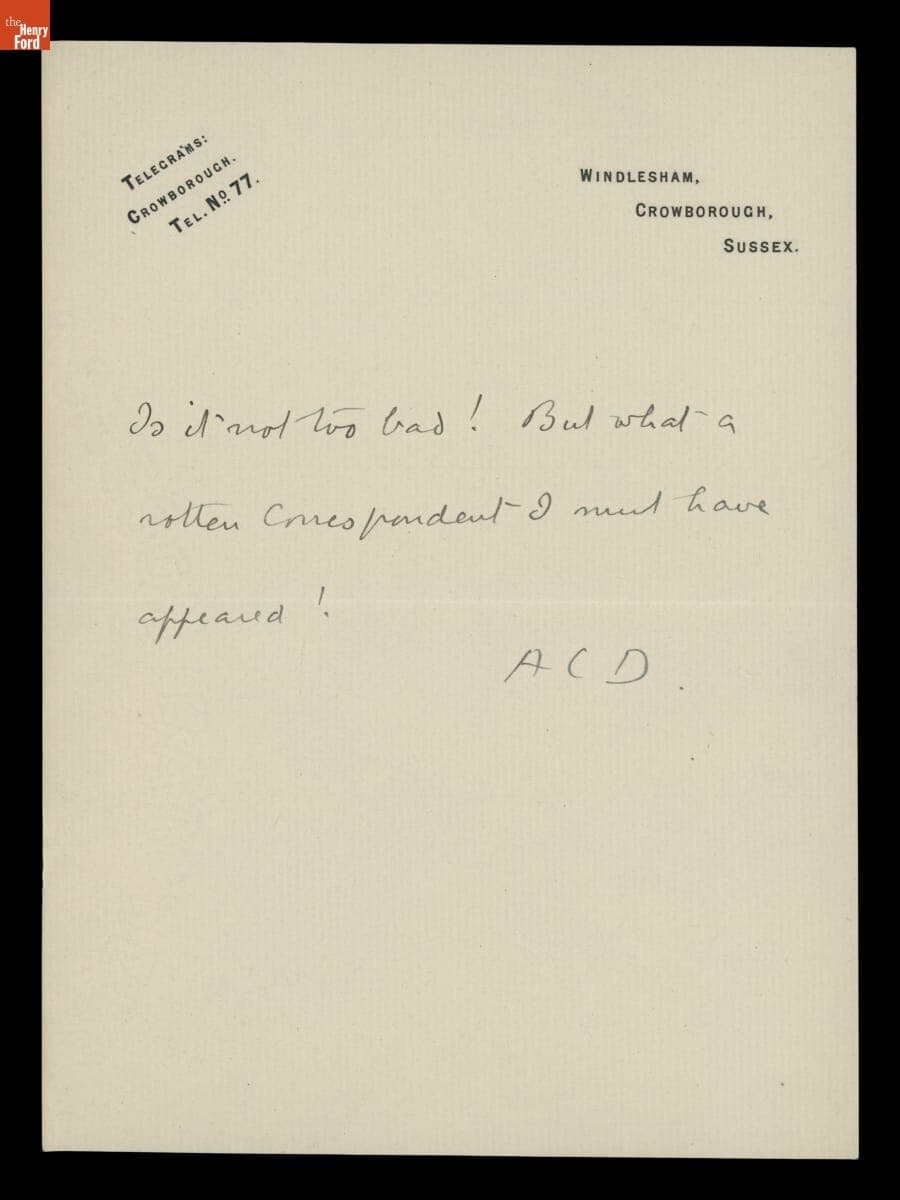 the
Henry
Ford
TELEGRAMS:
CROWBOROUGH.
TEL. No. 77.
WINDLESHAM,
CROWBOROUGH,
SUSSEX.
Is it not too bad! But what a
rotten correspondent I must have
appeared!
A C D.